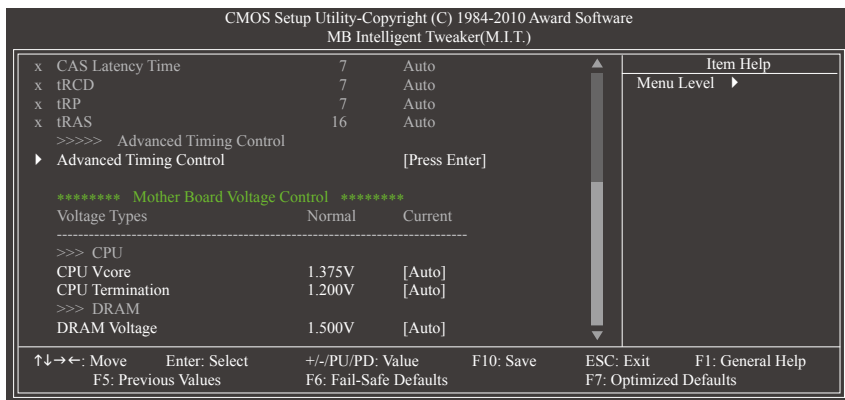 CMOS Setup Utility-Copyright (C) 1984-2010 Award Software
MB Intelligent Tweaker(M.I.T.)
x CAS Latency Time 7 Auto
x tRCD 7 Auto
x tRP 7 Auto
x tRAS 16 Auto
>>>>> Advanced Timing Control
▶ Advanced Timing Control [Press Enter]
******** Mother Board Voltage Control ********
Voltage Types Normal Current
-----------------------------------------------------------------------------
>>> CPU
CPU Vcore 1.375V [Auto]
CPU Termination 1.200V [Auto]
>>> DRAM
DRAM Voltage 1.500V [Auto]
Item Help
Menu Level ▶
↑↓→←: Move Enter: Select +/-/PU/PD: Value F10: Save ESC: Exit F1: General Help
F5: Previous Values F6: Fail-Safe Defaults F7: Optimized Defaults